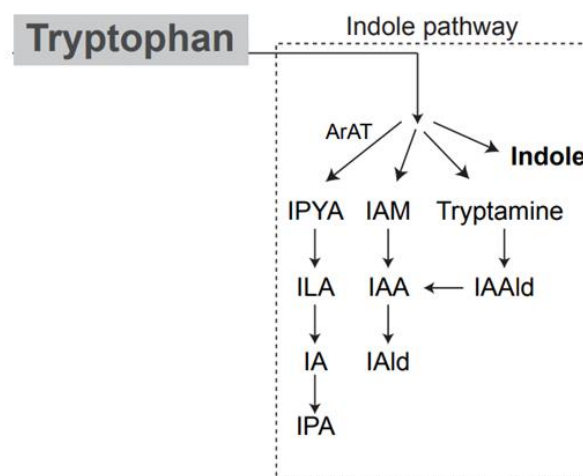 Tryptophan
Indole pathway
ArAT
Indole
IPYA IAM Tryptamine
ILA IAA IAAld
IA IAld
IPA